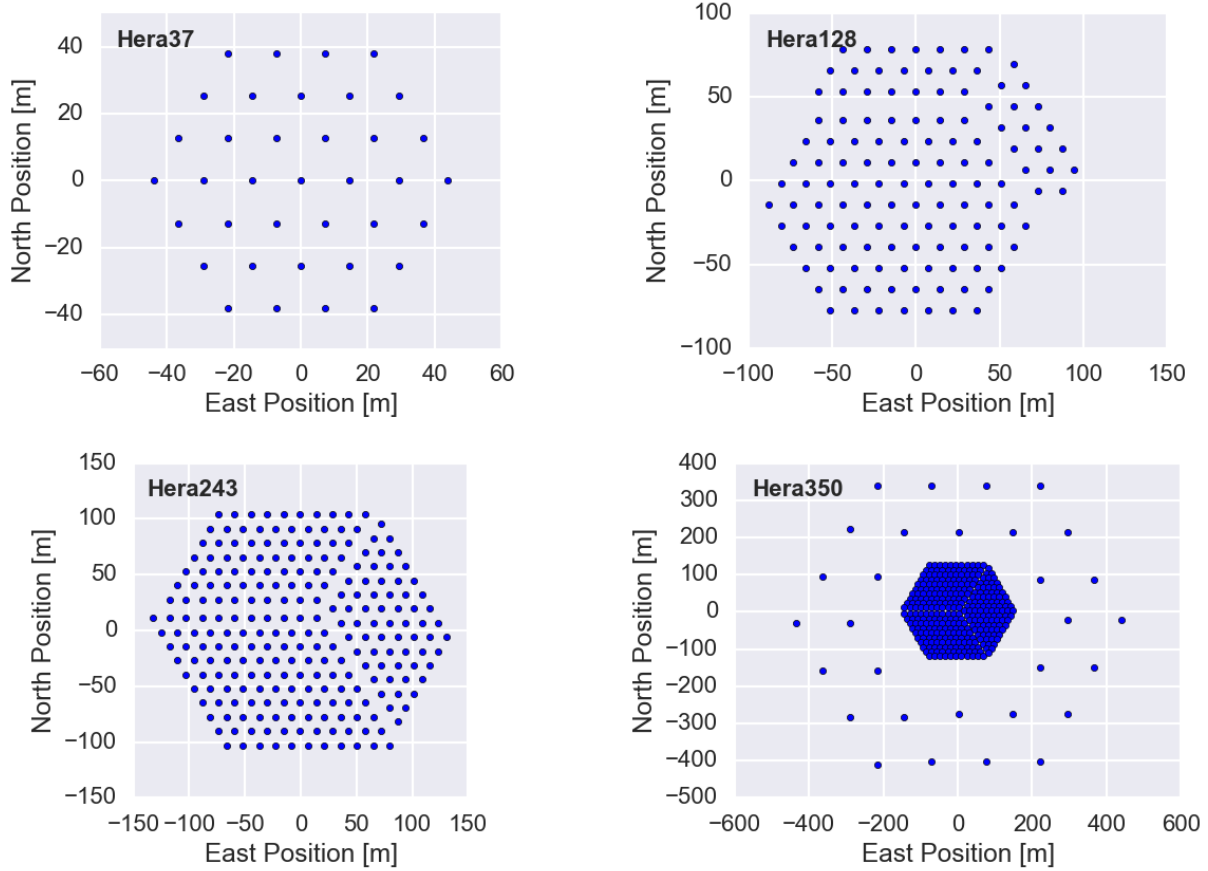 Hera37
40
20
0
−20
−40
−60 −40 −20 0 20 40 60
East Position [m]
North Position [m]
Hera128
100
50
0
−50
−100
−100 −50 0 50 100 150
East Position [m]
North Position [m]
Hera243
150
100
50
0
−50
−100
−150
−150 −100 −50 0 50 100 150
East Position [m]
North Position [m]
Hera350
400
300
200
100
0
−100
−200
−300
−400
−500
−600 −400 −200 0 200 400 600
East Position [m]
North Position [m]